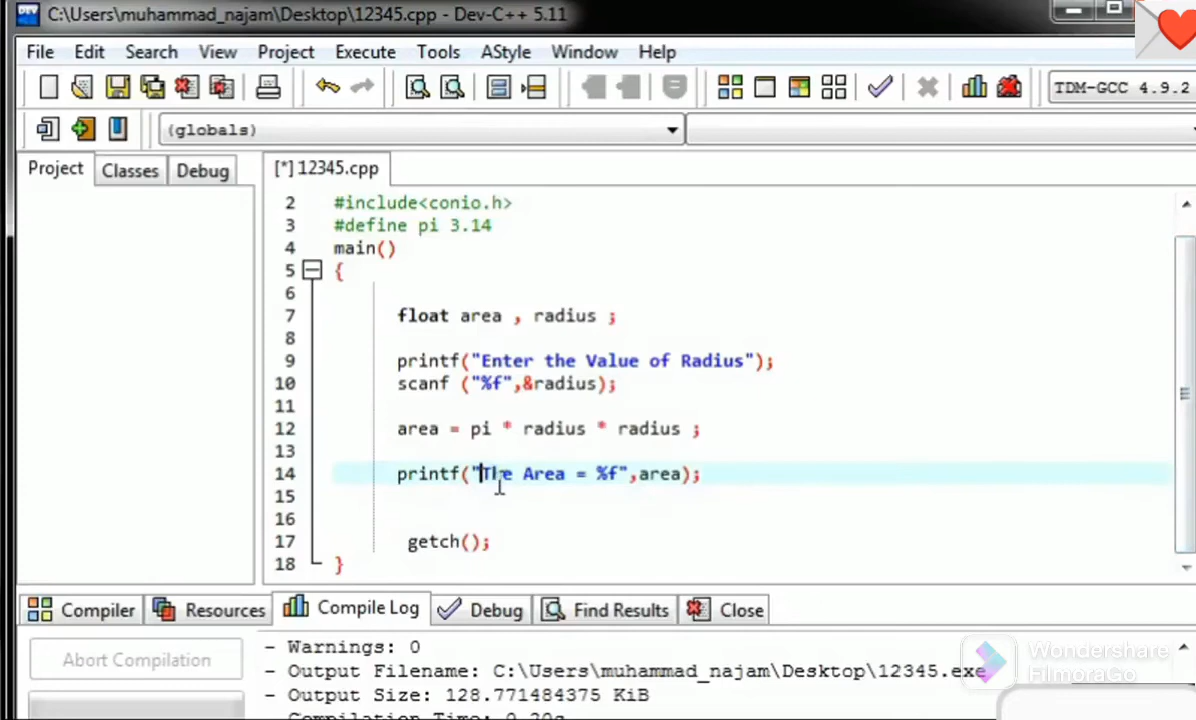 DEV C:\Users\muhammad_najam\Desktop\12345.cpp - Dev-C++ 5.11
File Edit Search View Project Execute Tools AStyle Window Help
TDM-GCC 4.9.2
(globals)
Project Classes Debug [*] 12345.cpp
2 #include<conio.h>
3 #define pi 3.14
4 main()
5 {
6
7 float area , radius ;
8
9 printf("Enter the Value of Radius");
10 scanf ("%f",&radius);
11
12 area = pi * radius * radius ;
13
14 printf("The Area = %f",area);
15
16
17 getch();
18 }
Compiler Resources Compile Log Debug Find Results Close
Abort Compilation
- Warnings: 0
- Output Filename: C:\Users\muhammad_najam\Desktop\12345.exe
- Output Size: 128.771484375 KiB
- Compilation Time: 0.20s
Wondershare
FilmoraGo